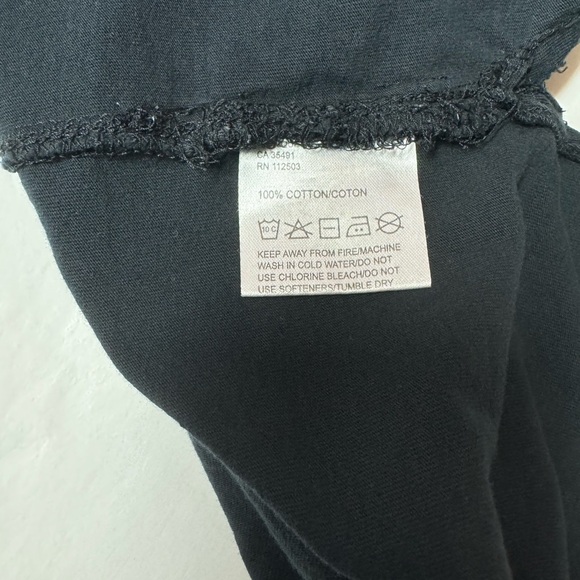 CA 35491
RN 112503
100% COTTON/COTON
10 C
KEEP AWAY FROM FIRE/MACHINE
WASH IN COLD WATER/DO NOT
USE CHLORINE BLEACH/DO NOT
USE SOFTENERS/TUMBLE DRY